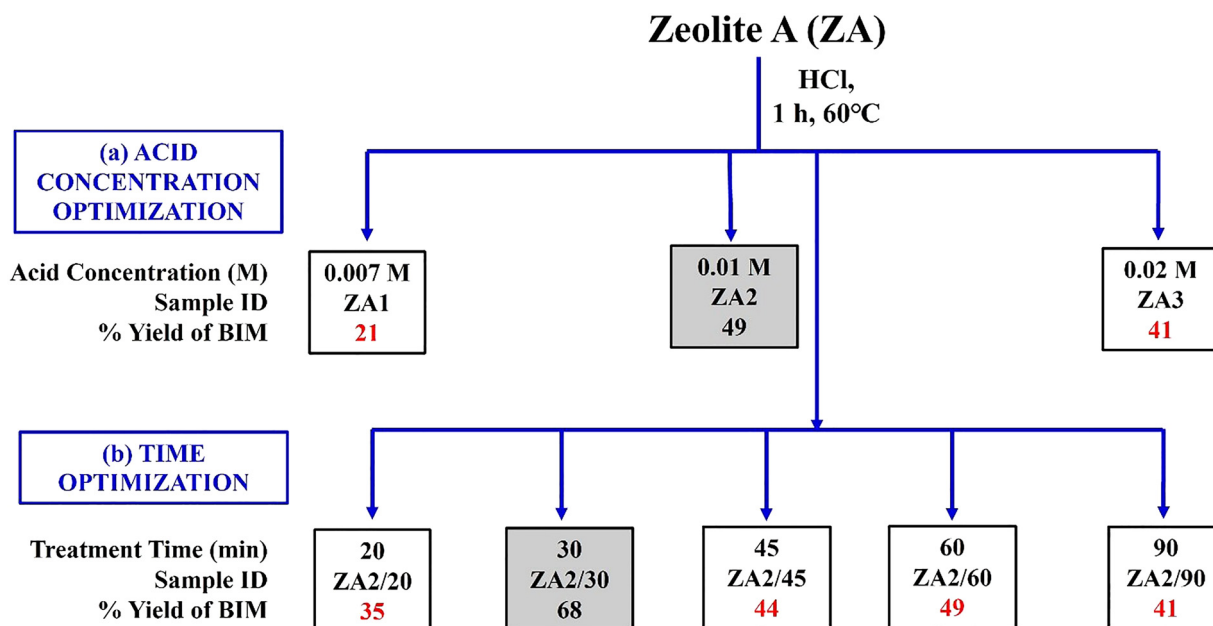 Zeolite A (ZA)
HCl,
1 h, 60℃
(a) ACID
CONCENTRATION
OPTIMIZATION
Acid Concentration (M)
Sample ID
% Yield of BIM
0.007 M
ZA1
21
0.01 M
ZA2
49
0.02 M
ZA3
41
(b) TIME
OPTIMIZATION
Treatment Time (min)
Sample ID
% Yield of BIM
20
ZA2/20
35
30
ZA2/30
68
45
ZA2/45
44
60
ZA2/60
49
90
ZA2/90
41